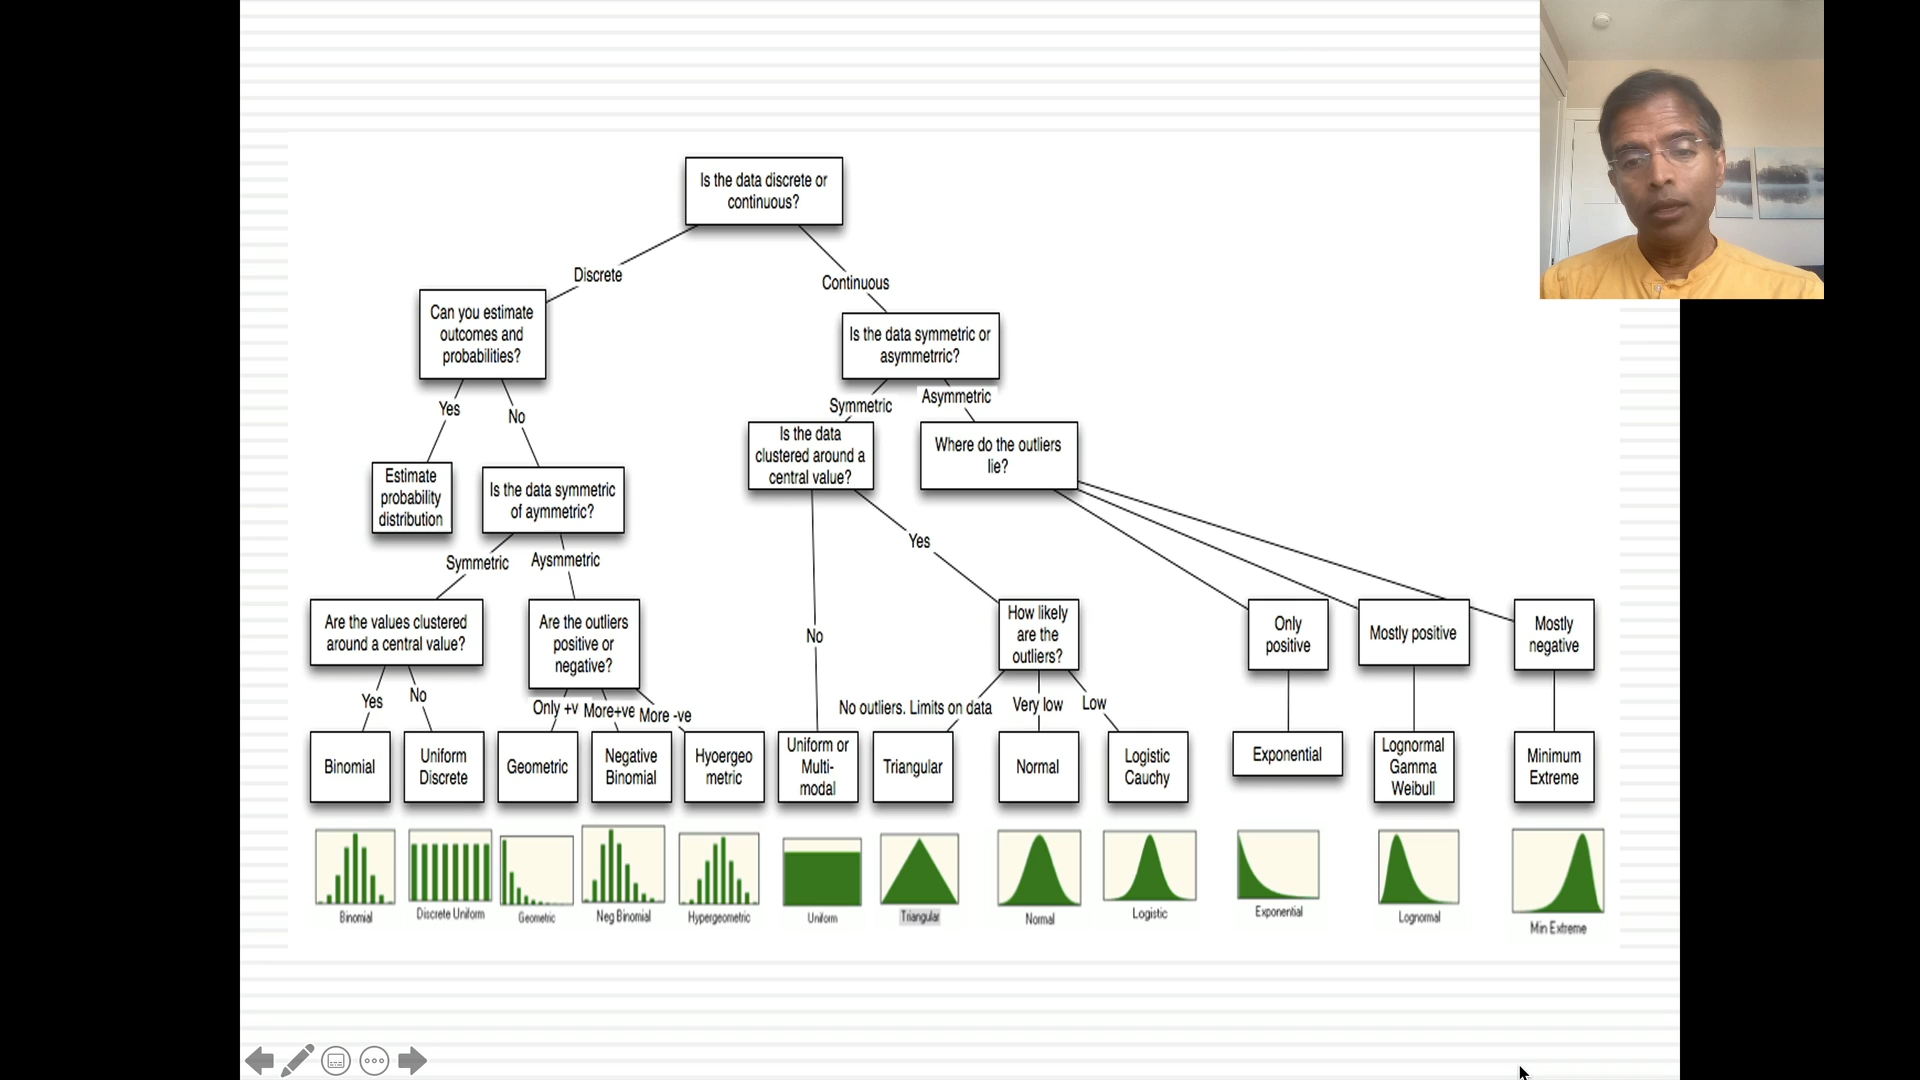 Is the data discrete or
continuous?
Discrete
Continuous
Can you estimate
outcomes and
probabilities?
Is the data symmetric or
asymmetrric?
Yes
No
Symmetric
Asymmetric
Is the data
clustered around a
central value?
Where do the outliers
lie?
Estimate
probability
distribution
Is the data symmetric
of aymmetric?
Symmetric
Aysmmetric
Yes
No
Are the values clustered
around a central value?
Are the outliers
positive or
negative?
How likely
are the
outliers?
Only
positive
Mostly positive
Mostly
negative
Yes
No
Only +v
More+ve
More -ve
No outliers. Limits on data
Very low
Low
Binomial
Uniform
Discrete
Geometric
Negative
Binomial
Hyoergeo
metric
Uniform or
Multi-
modal
Triangular
Normal
Logistic
Cauchy
Exponential
Lognormal
Gamma
Weibull
Minimum
Extreme
Binomial
Discrete Uniform
Geometric
Neg Binomial
Hypergeometric
Uniform
Triangular
Normal
Logistic
Exponential
Lognormal
Min Extreme